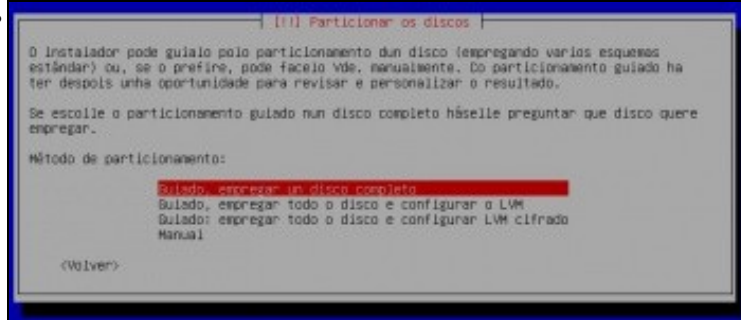 [!!] Particionar os discos
O instalador pode guialo polo particionamento dun disco (empregando varios esquemas
estándar) ou, se o prefire, pode facelo Vde. manualmente. Co particionamento guiado ha
ter despois unha oportunidade para revisar e personalizar o resultado.
Se escolle o particionamento guiado nun disco completo háselle preguntar que disco quere
empregar.
Método de particionamento:
Guiado, empregar un disco completo
Guiado, empregar todo o disco e configurar o LVM
Guiado: empregar todo o disco e configurar LVM cifrado
Manual
<Volver>